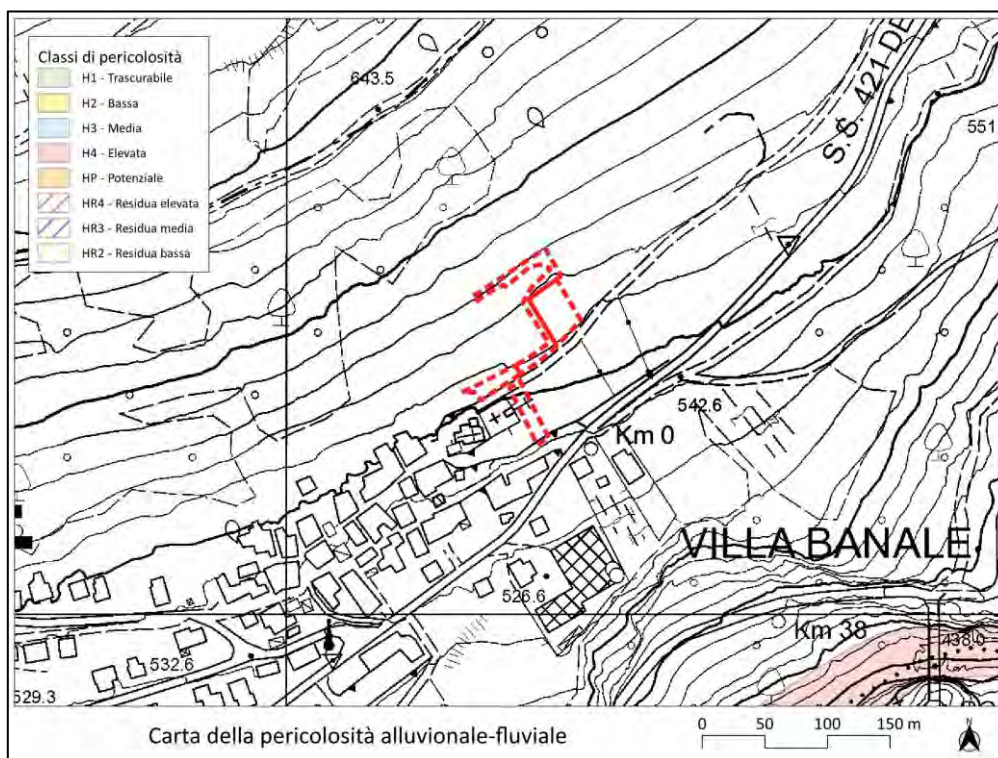 Classi di pericolosità
H1 - Trascurabile
H2 - Bassa
H3 - Media
H4 - Elevata
HP - Potenziale
HR4 - Residua elevata
HR3 - Residua media
HR2 - Residua bassa
643.5
S.S. 421 DE
551
542.6
Km 0
VILLA BANALE
526.6
Km 38
438.0
532.6
529.3
Carta della pericolosità alluvionale-fluviale
0 50 100 150 m
N